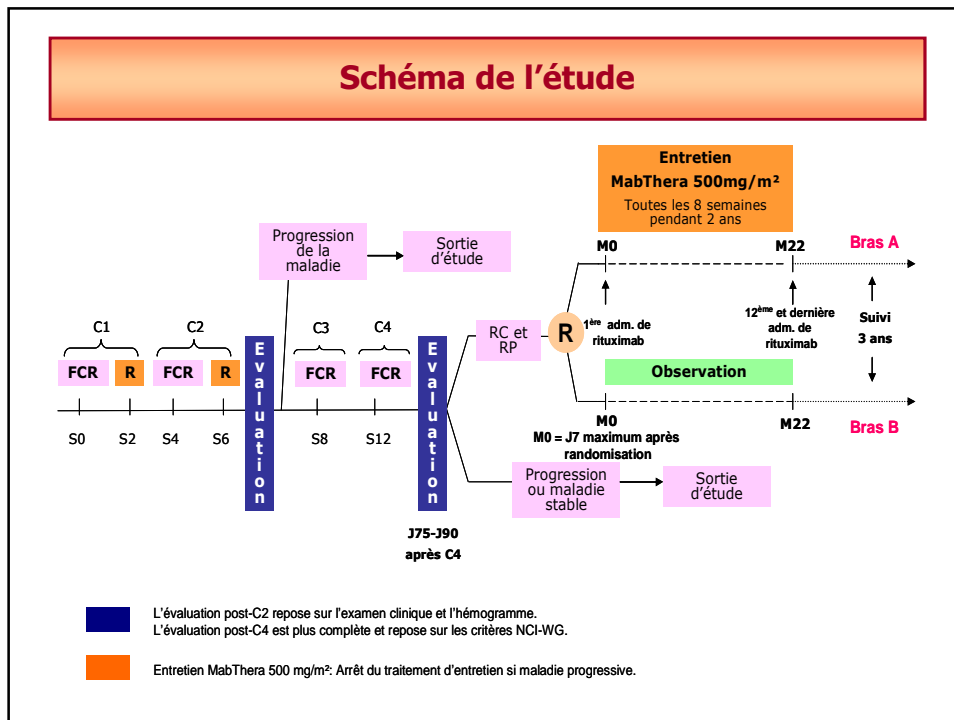 Schéma de l'étude
Entretien
MabThera 500mg/m²
Toutes les 8 semaines
pendant 2 ans
Progression
de la
maladie
Sortie
d'étude
M0
M22
Bras A
C1
C2
C3
C4
FCR
R
FCR
R
Evaluation
FCR
FCR
Evaluation
RC et
RP
R
1ère adm. de
rituximab
12ème et dernière
adm. de
rituximab
Suivi
3 ans
Observation
S0
S2
S4
S6
S8
S12
M0
M22
Bras B
M0 = J7 maximum après
randomisation
Progression
ou maladie
stable
Sortie
d'étude
J75-J90
après C4
L'évaluation post-C2 repose sur l'examen clinique et l'hémogramme.
L'évaluation post-C4 est plus complète et repose sur les critères NCI-WG.
Entretien MabThera 500 mg/m²: Arrêt du traitement d'entretien si maladie progressive.